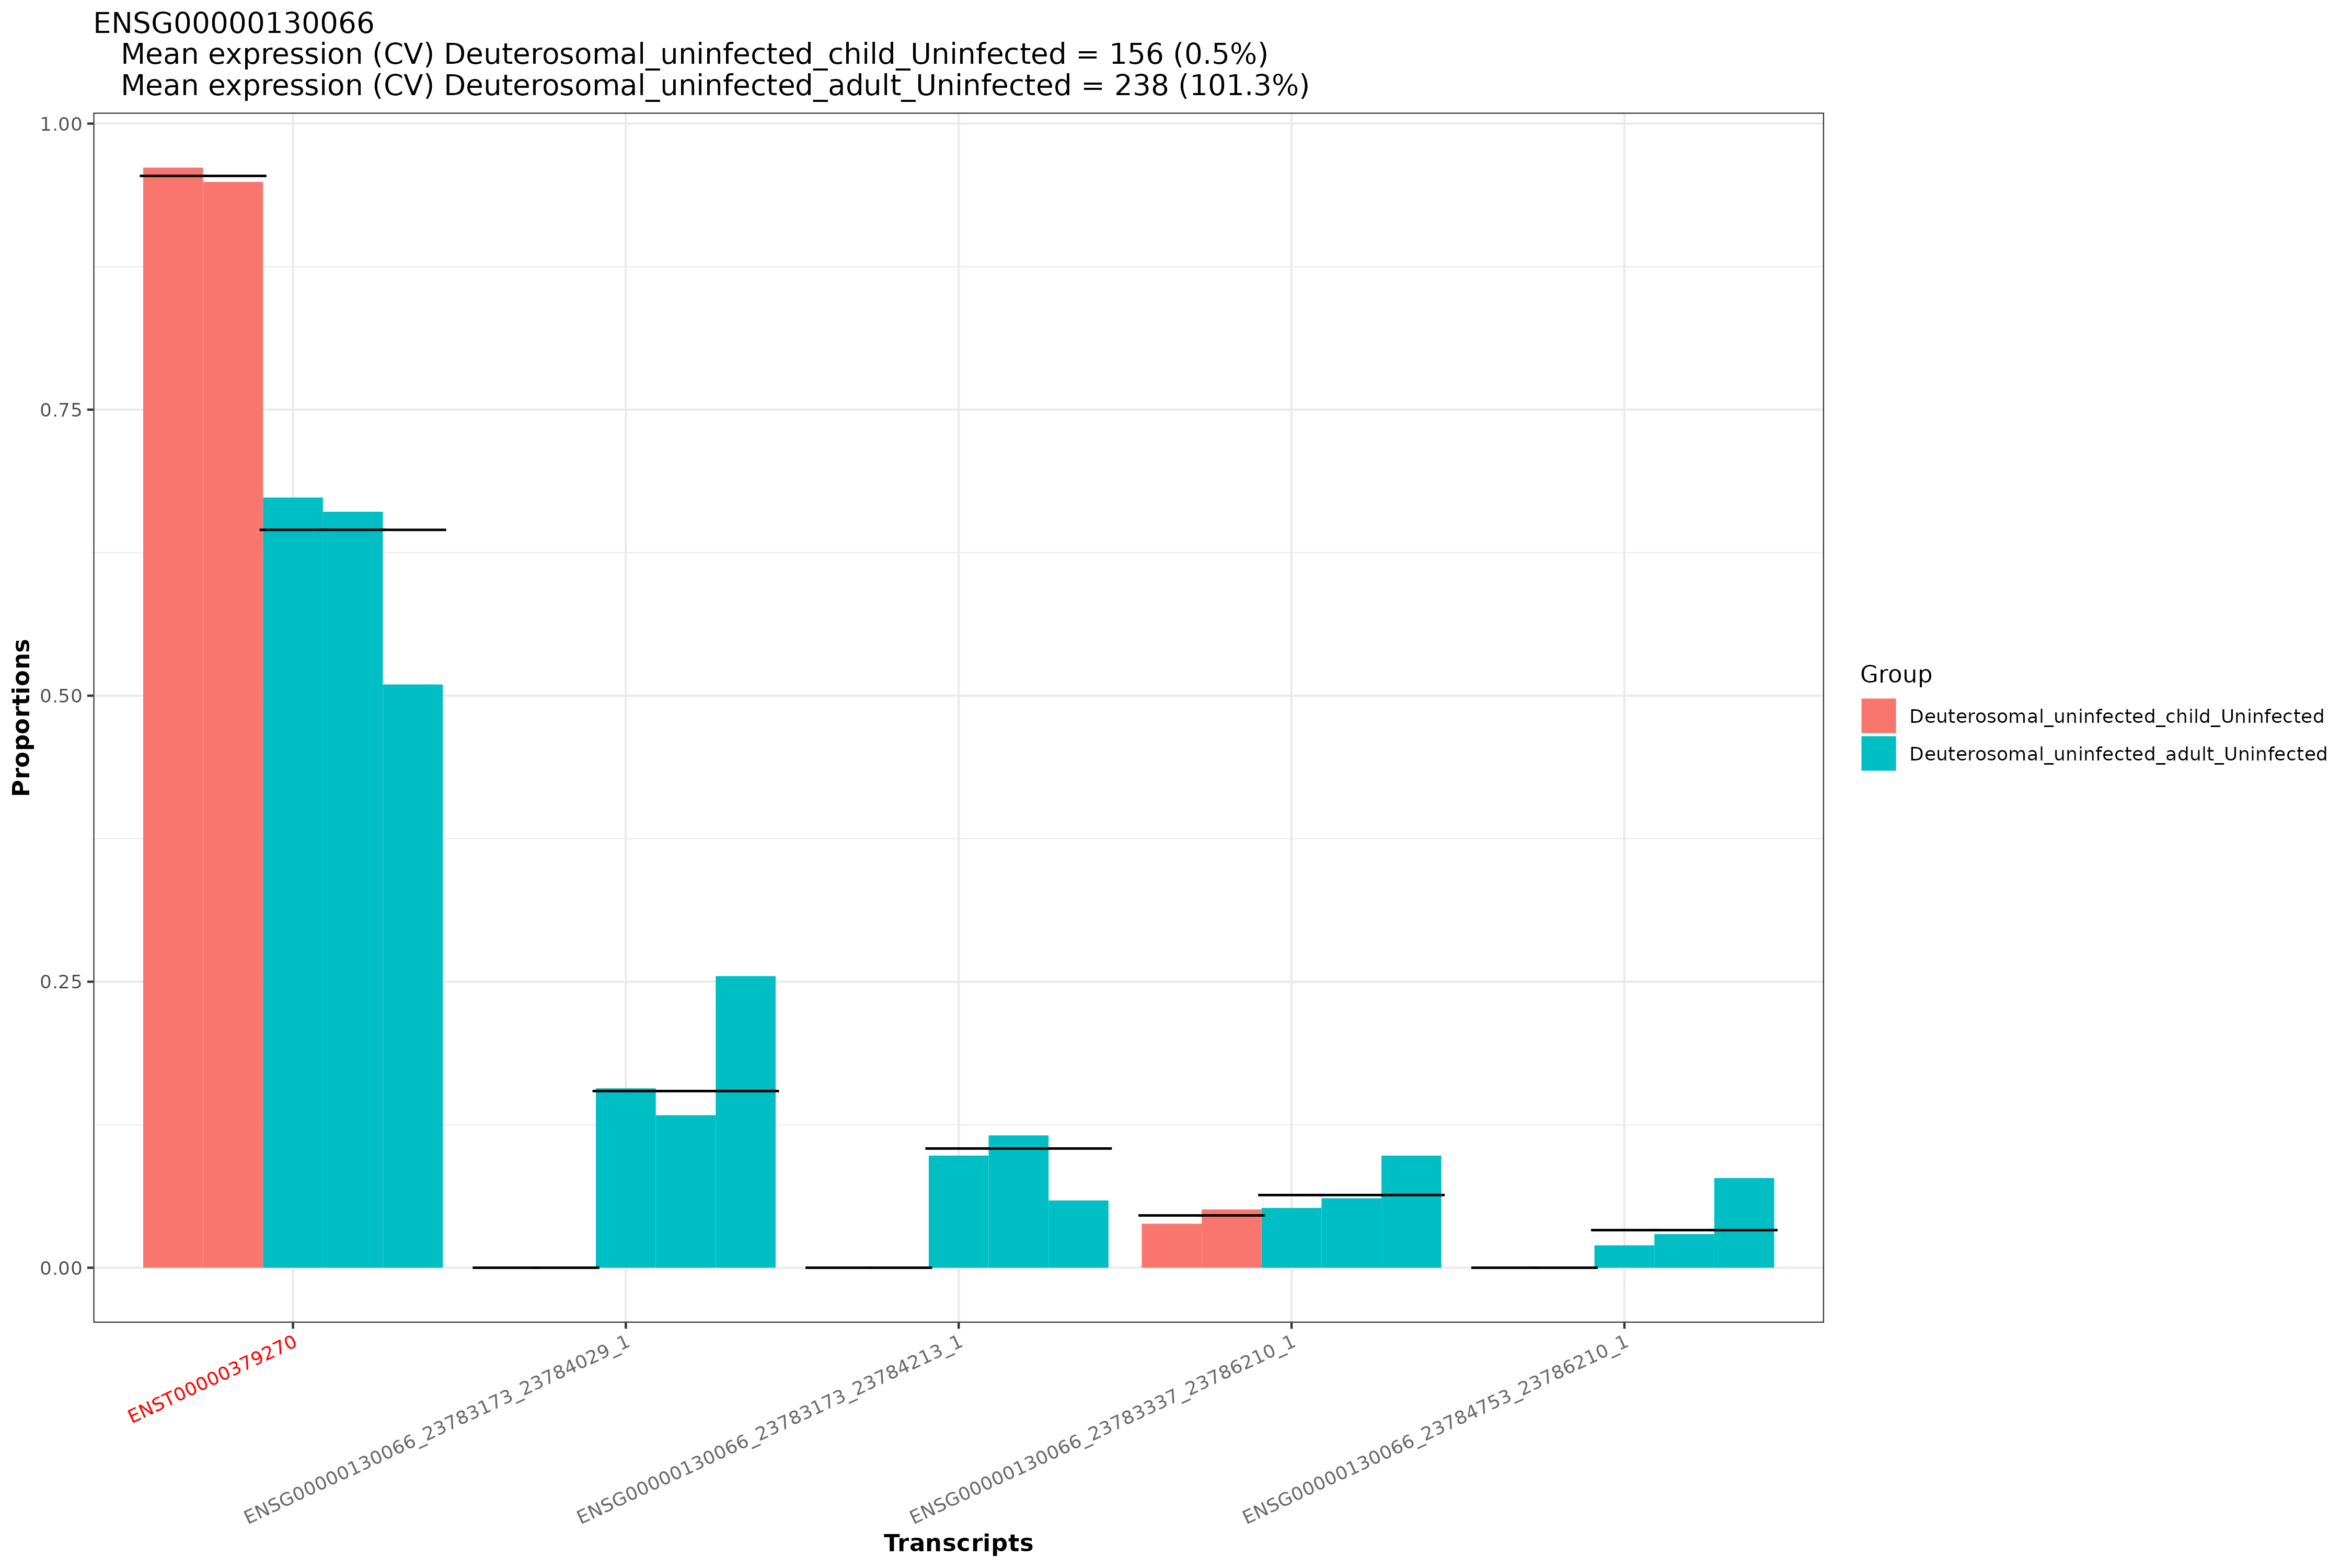 ENSG00000130066
Mean expression (CV) Deuterosomal_uninfected_child_Uninfected = 156 (0.5%)
Mean expression (CV) Deuterosomal_uninfected_adult_Uninfected = 238 (101.3%)
1.00
0.75
0.50
0.25
0.00
Proportions
ENST00000379270
ENSG00000130066_23783173_23784029_1
ENSG00000130066_23783173_23784213_1
ENSG00000130066_23783337_23786210_1
ENSG00000130066_23784753_23786210_1
Transcripts
Group
Deuterosomal_uninfected_child_Uninfected
Deuterosomal_uninfected_adult_Uninfected